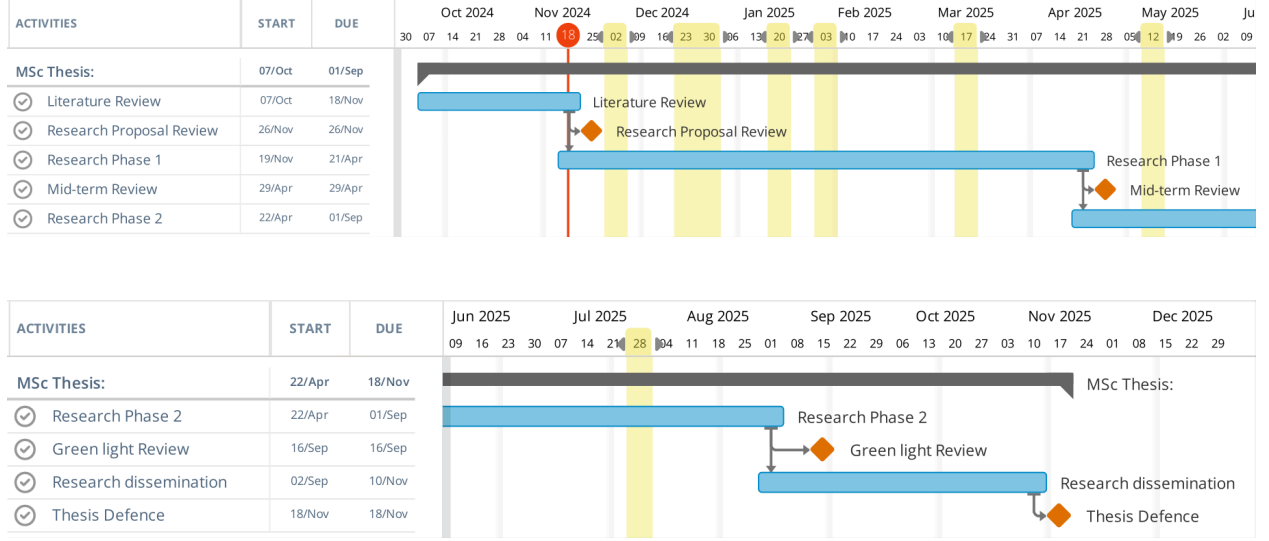 ACTIVITIES START DUE Oct 2024 Nov 2024 Dec 2024 Jan 2025 Feb 2025 Mar 2025 Apr 2025 May 2025 Ju
30 07 14 21 28 04 11 18 25 02 09 16 23 30 06 13 20 27 03 10 17 24 03 10 17 24 31 07 14 21 28 05 12 19 26 02 09
MSc Thesis: 07/Oct 01/Sep
Literature Review 07/Oct 18/Nov Literature Review
Research Proposal Review 26/Nov 26/Nov Research Proposal Review
Research Phase 1 19/Nov 21/Apr Research Phase 1
Mid-term Review 29/Apr 29/Apr Mid-term Review
Research Phase 2 22/Apr 01/Sep
ACTIVITIES START DUE Jun 2025 Jul 2025 Aug 2025 Sep 2025 Oct 2025 Nov 2025 Dec 2025
09 16 23 30 07 14 21 28 04 11 18 25 01 08 15 22 29 06 13 20 27 03 10 17 24 01 08 15 22 29
MSc Thesis: 22/Apr 18/Nov MSc Thesis:
Research Phase 2 22/Apr 01/Sep Research Phase 2
Green light Review 16/Sep 16/Sep Green light Review
Research dissemination 02/Sep 10/Nov Research dissemination
Thesis Defence 18/Nov 18/Nov Thesis Defence